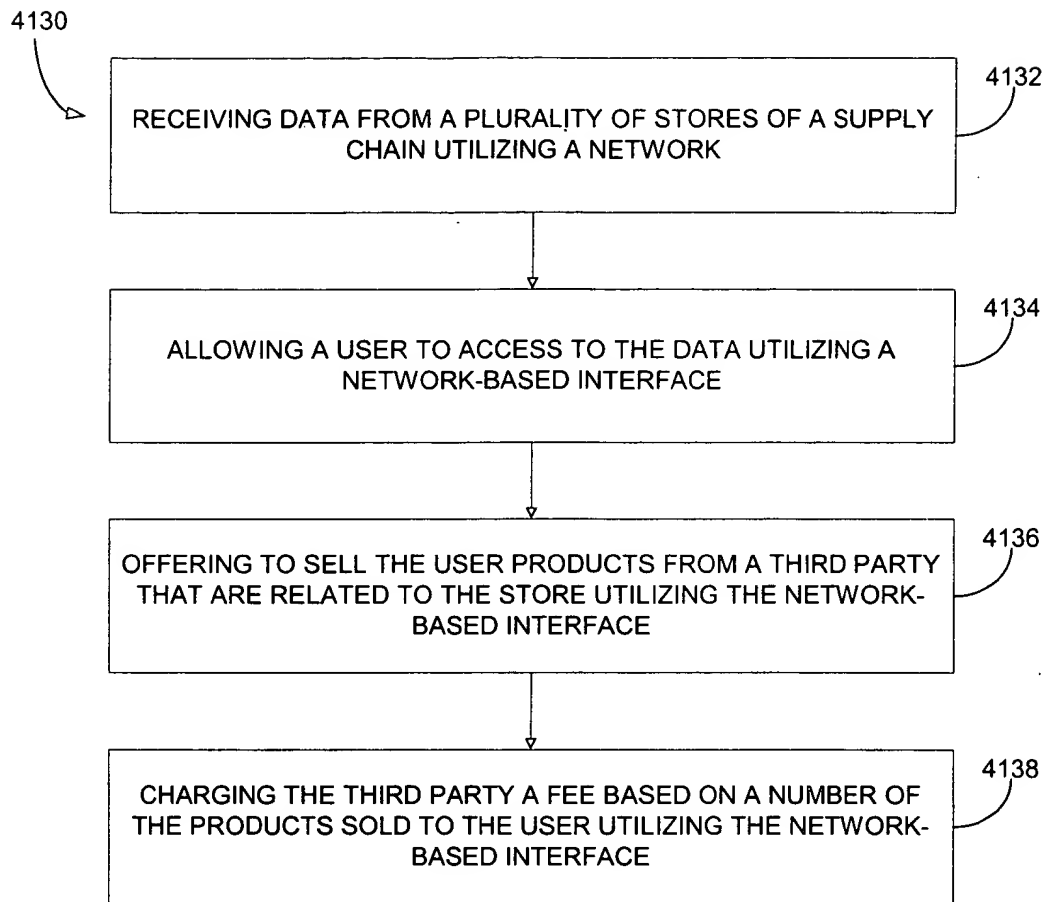 4130
4132
RECEIVING DATA FROM A PLURALITY OF STORES OF A SUPPLY
CHAIN UTILIZING A NETWORK
4134
ALLOWING A USER TO ACCESS TO THE DATA UTILIZING A
NETWORK-BASED INTERFACE
4136
OFFERING TO SELL THE USER PRODUCTS FROM A THIRD PARTY
THAT ARE RELATED TO THE STORE UTILIZING THE NETWORK-
BASED INTERFACE
4138
CHARGING THE THIRD PARTY A FEE BASED ON A NUMBER OF
THE PRODUCTS SOLD TO THE USER UTILIZING THE NETWORK-
BASED INTERFACE